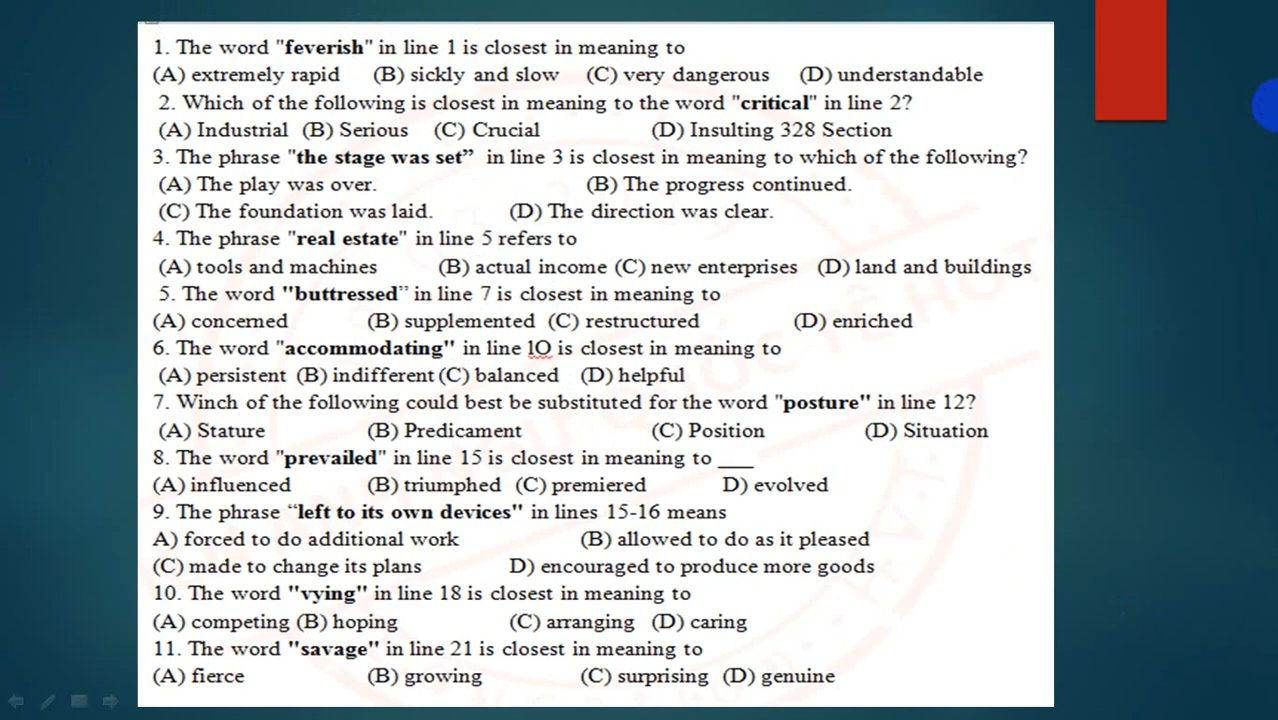 1. The word "feverish" in line 1 is closest in meaning to
(A) extremely rapid (B) sickly and slow (C) very dangerous (D) understandable
2. Which of the following is closest in meaning to the word "critical" in line 2?
(A) Industrial (B) Serious (C) Crucial (D) Insulting 328 Section
3. The phrase "the stage was set” in line 3 is closest in meaning to which of the following?
(A) The play was over. (B) The progress continued.
(C) The foundation was laid. (D) The direction was clear.
4. The phrase "real estate" in line 5 refers to
(A) tools and machines (B) actual income (C) new enterprises (D) land and buildings
5. The word "buttressed” in line 7 is closest in meaning to
(A) concerned (B) supplemented (C) restructured (D) enriched
6. The word "accommodating" in line 1O is closest in meaning to
(A) persistent (B) indifferent (C) balanced (D) helpful
7. Winch of the following could best be substituted for the word "posture" in line 12?
(A) Stature (B) Predicament (C) Position (D) Situation
8. The word "prevailed" in line 15 is closest in meaning to ___
(A) influenced (B) triumphed (C) premiered D) evolved
9. The phrase “left to its own devices" in lines 15-16 means
A) forced to do additional work (B) allowed to do as it pleased
(C) made to change its plans D) encouraged to produce more goods
10. The word "vying" in line 18 is closest in meaning to
(A) competing (B) hoping (C) arranging (D) caring
11. The word "savage" in line 21 is closest in meaning to
(A) fierce (B) growing (C) surprising (D) genuine